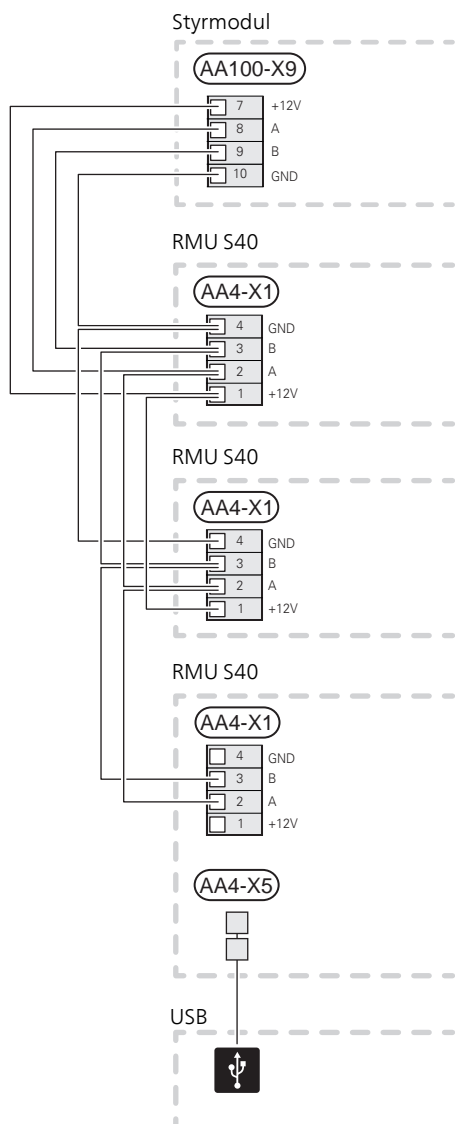 Styrmodul
AA100-X9
7 +12V
8 A
9 B
10 GND
RMU S40
AA4-X1
4 GND
3 B
2 A
1 +12V
RMU S40
AA4-X1
4 GND
3 B
2 A
1 +12V
RMU S40
AA4-X1
4 GND
3 B
2 A
1 +12V
AA4-X5
USB